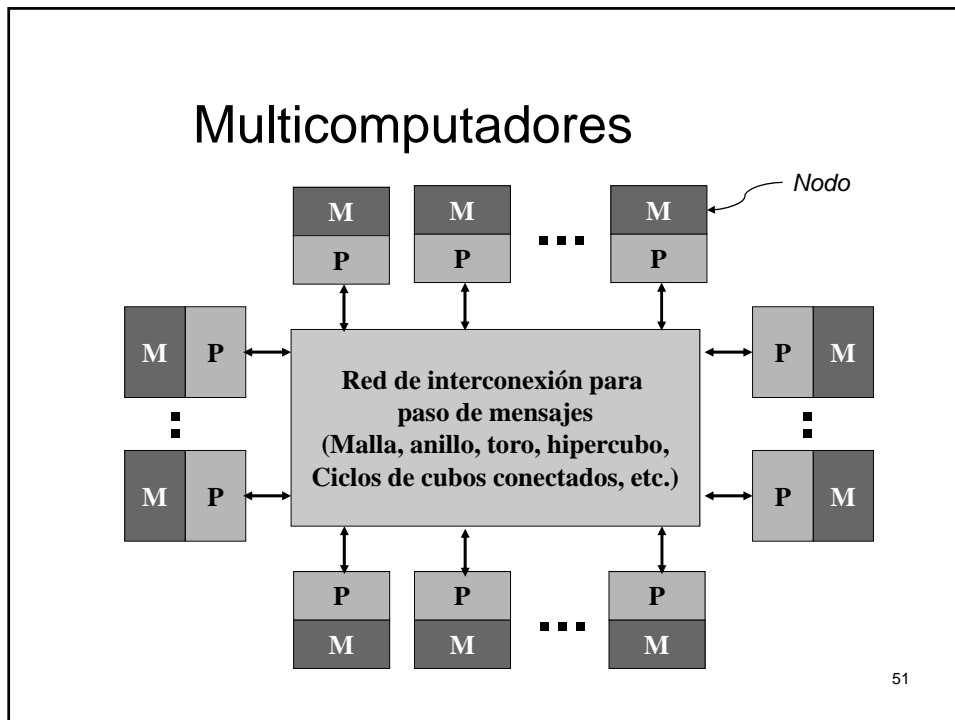 Multicomputadores
Nodo
M M M
P P P
M P P M
Red de interconexión para
paso de mensajes
(Malla, anillo, toro, hipercubo,
Ciclos de cubos conectados, etc.)
M P P M
P P P
M M M
51